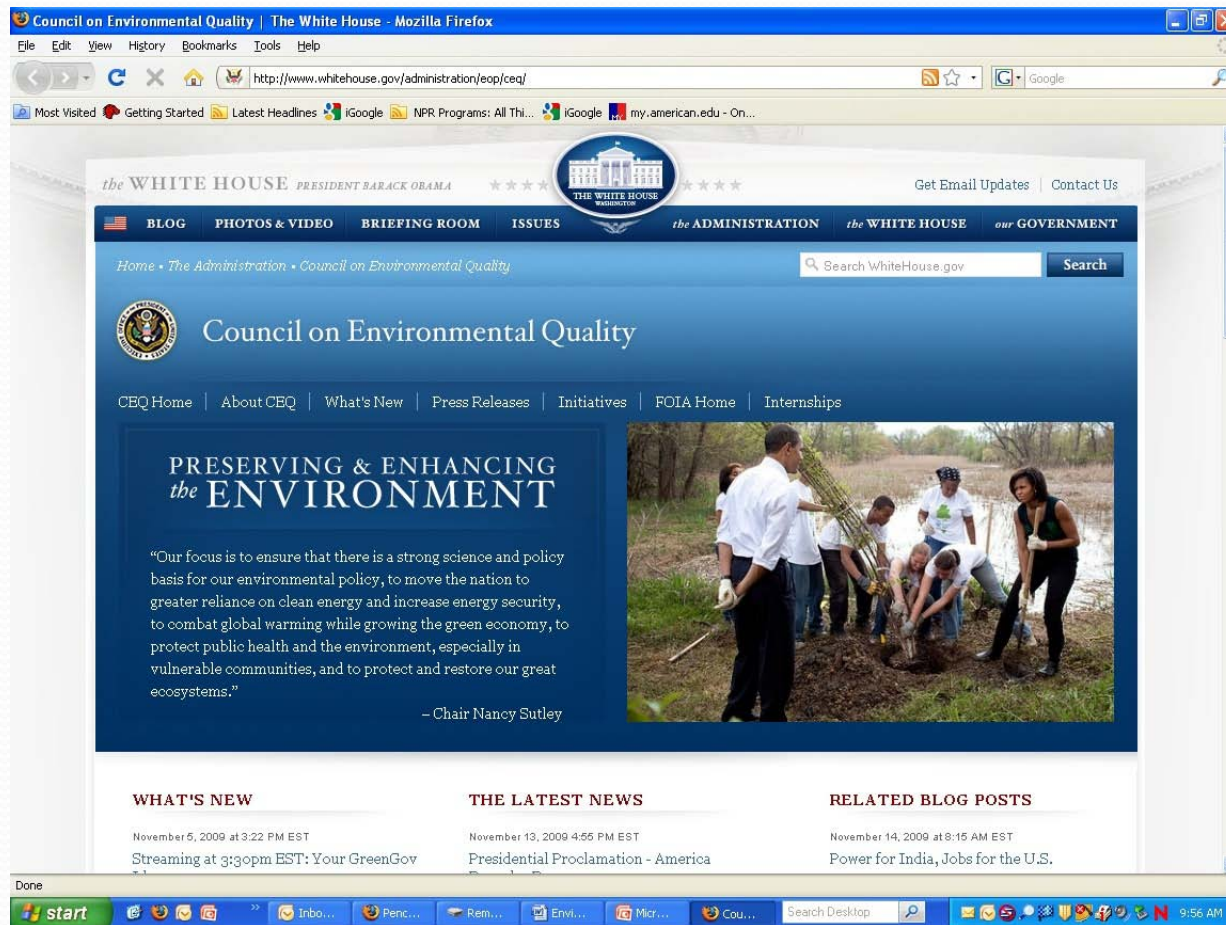 Council on Environmental Quality | The White House - Mozilla Firefox
File Edit View History Bookmarks Tools Help
http://www.whitehouse.gov/administration/eop/ceq/ G Google
Most Visited Getting Started Latest Headlines iGoogle NPR Programs: All Thi... iGoogle my.american.edu - On...
the WHITE HOUSE PRESIDENT BARACK OBAMA
THE WHITE HOUSE
WASHINGTON
Get Email Updates | Contact Us
BLOG PHOTOS & VIDEO BRIEFING ROOM ISSUES the ADMINISTRATION the WHITE HOUSE our GOVERNMENT
Home • The Administration • Council on Environmental Quality Search WhiteHouse.gov Search
Council on Environmental Quality
CEQ Home | About CEQ | What's New | Press Releases | Initiatives | FOIA Home | Internships
PRESERVING & ENHANCING
the ENVIRONMENT
“Our focus is to ensure that there is a strong science and policy
basis for our environmental policy, to move the nation to
greater reliance on clean energy and increase energy security,
to combat global warming while growing the green economy, to
protect public health and the environment, especially in
vulnerable communities, and to protect and restore our great
ecosystems.”
– Chair Nancy Sutley
WHAT'S NEW
November 5, 2009 at 3:22 PM EST
Streaming at 3:30pm EST: Your GreenGov
THE LATEST NEWS
November 13, 2009 4:55 PM EST
Presidential Proclamation - America
RELATED BLOG POSTS
November 14, 2009 at 8:15 AM EST
Power for India, Jobs for the U.S.
Done
start Inbo... Penc... Rem... Envi... Micr... Cou... Search Desktop 9:56 AM